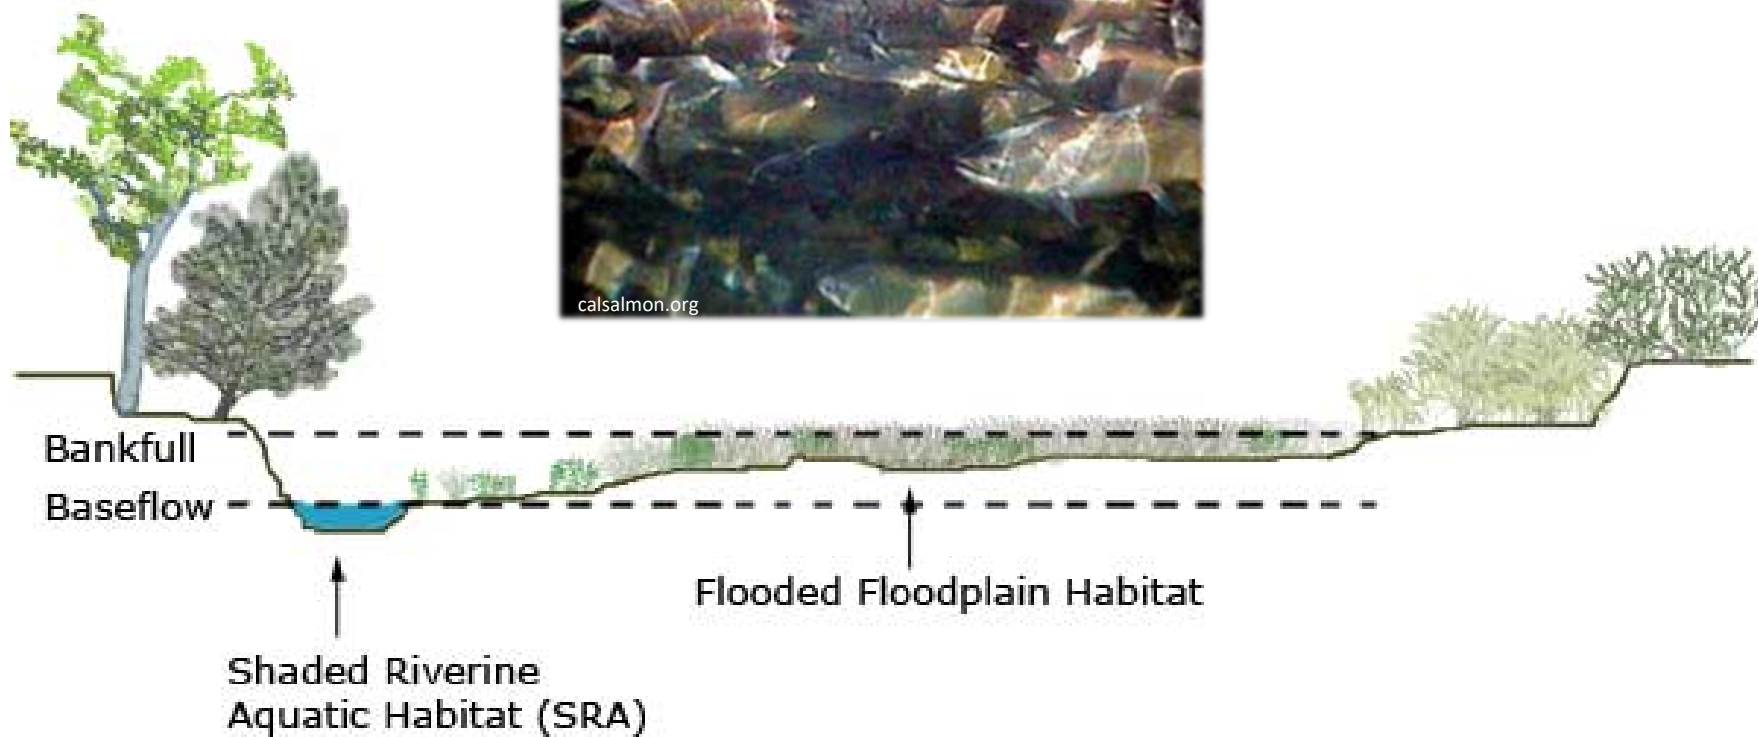 calsalmon.org
Bankfull
Baseflow
Flooded Floodplain Habitat
Shaded Riverine
Aquatic Habitat (SRA)